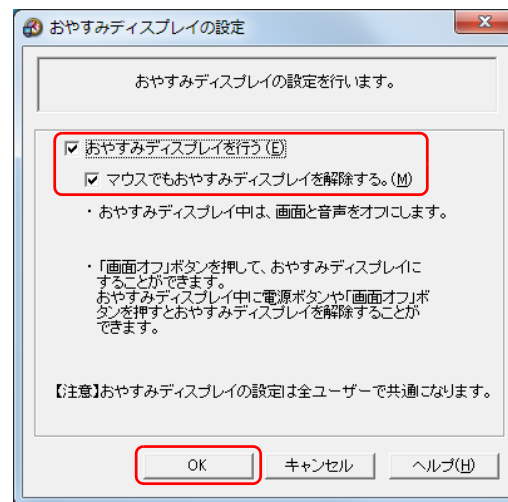 おやすみディスプレイの設定
おやすみディスプレイの設定を行います。
おやすみディスプレイを行う(E)
マウスでもおやすみディスプレイを解除する。(M)
・おやすみディスプレイ中は、画面と音声をオフにします。
・「画面オフ」ボタンを押して、おやすみディスプレイに
することができます。
おやすみディスプレイ中に電源ボタンや「画面オフ」ボ
タンを押すとおやすみディスプレイを解除することが
できます。
【注意】おやすみディスプレイの設定は全ユーザーで共通になります。
OK キャンセル ヘルプ(H)